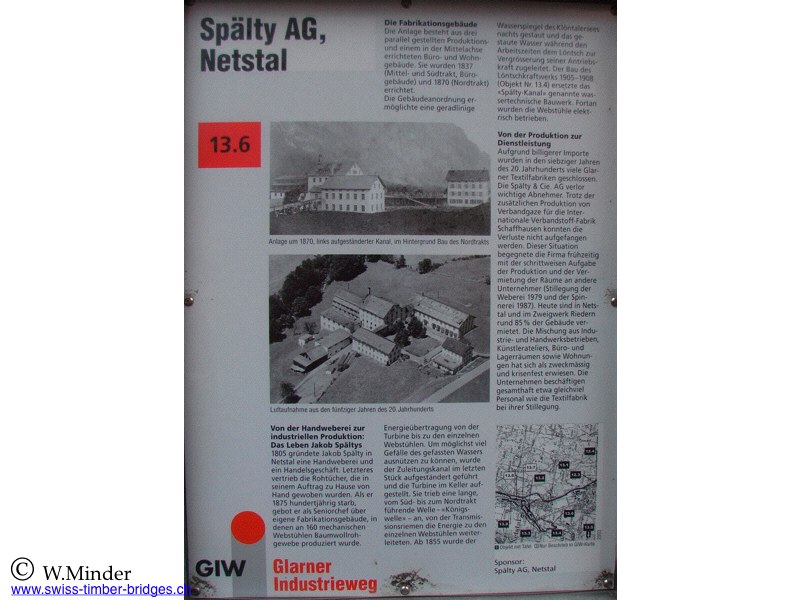 Spälty AG,
Netstal
13.6
Die Fabrikationsgebäude
Die Anlage besteht aus drei
parallel gestellten Produktions-
und einem in der Mittelachse
errichteten Büro- und Wohn-
gebäude. Sie wurden 1837
(Mittel- und Südtrakt, Büro-
gebäude) und 1870 (Nordtrakt)
errichtet.
Die Gebäudeanordnung er-
möglichte eine geradlinige
Anlage um 1870, links aufgeständerter Kanal, im Hintergrund Bau des Nordtrakts
Luftaufnahme aus den fünfziger Jahren des 20. Jahrhunderts
Von der Handweberei zur
industriellen Produktion:
Das Leben Jakob Spältys
1805 gründete Jakob Spälty in
Netstal eine Handweberei und
ein Handelsgeschäft. Letzteres
vertrieb die Rohtücher, die in
seinem Auftrag zu Hause von
Hand gewoben wurden. Als er
1875 hundertjährig starb,
gebot er als Seniorchef über
eigene Fabrikationsgebäude, in
denen an 160 mechanischen
Webstühlen Baumwollroh-
gewebe produziert wurde.
Energieübertragung von der
Turbine bis zu den einzelnen
Webstühlen. Um möglichst viel
Gefälle des gefassten Wassers
ausnützen zu können, wurde
der Zuleitungskanal im letzten
Stück aufgeständert geführt
und die Turbine im Keller auf-
gestellt. Sie trieb eine lange,
vom Süd- bis zum Nordtrakt
führende Welle – «Königs-
welle» – an, von der Transmis-
sionsriemen die Energie zu den
einzelnen Webstühlen weiter-
leiteten. Ab 1855 wurde der
Wasserspiegel des Klöntalersees
nachts gestaut und das ge-
staute Wasser während den
Arbeitszeiten dem Löntsch zur
Vergrösserung seiner Antriebs-
kraft zugeleitet. Der Bau des
Löntschkraftwerks 1905–1908
(Objekt Nr. 13.4) ersetzte das
«Spälty-Kanal» genannte was-
sertechnische Bauwerk. Fortan
wurden die Webstühle elekt-
risch betrieben.
Von der Produktion zur
Dienstleistung
Aufgrund billigerer Importe
wurden in den siebziger Jahren
des 20. Jahrhunderts viele Glar-
ner Textilfabriken geschlossen.
Die Spälty & Cie. AG verlor
wichtige Abnehmer. Trotz der
zusätzlichen Produktion von
Verbandgaze für die Inter-
nationale Verbandstoff-Fabrik
Schaffhausen konnten die
Verluste nicht aufgefangen
werden. Dieser Situation
begegnete die Firma frühzeitig
mit der schrittweisen Aufgabe
der Produktion und der Ver-
mietung der Räume an andere
Unternehmer (Stillegung der
Weberei 1979 und der Spin-
nerei 1987). Heute sind in Nets-
tal und im Zweigwerk Riedern
rund 85 % der Gebäude ver-
mietet. Die Mischung aus Indu-
strie- und Handwerksbetrieben,
Künstlerateliers, Büro- und
Lagerräumen sowie Wohnun-
gen hat sich als zweckmässig
und krisenfest erwiesen. Die
Unternehmen beschäftigen
gesamthaft etwa gleichviel
Personal wie die Textilfabrik
bei ihrer Stillegung.
Sponsor:
Spälty AG, Netstal
GIW
Glarner
Industrieweg
© W.Minder
www.swiss-timber-bridges.ch